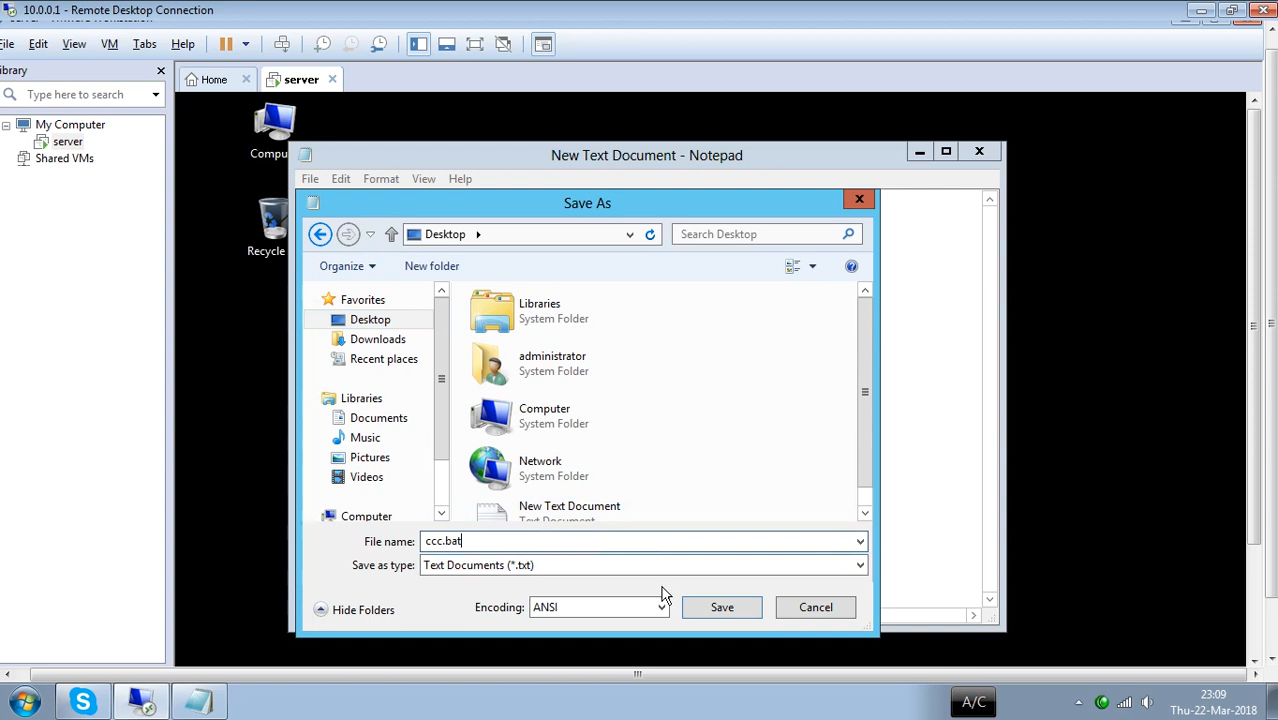 10.0.0.1 - Remote Desktop Connection
File Edit View VM Tabs Help
Library
Type here to search
My Computer
server
Shared VMs
Home
server
Compu
Recycle
New Text Document - Notepad
File Edit Format View Help
Save As
Desktop
Search Desktop
Organize
New folder
Favorites
Desktop
Downloads
Recent places
Libraries
Documents
Music
Pictures
Videos
Computer
Libraries
System Folder
administrator
System Folder
Computer
System Folder
Network
System Folder
New Text Document
Text Document
File name: ccc.bat
Save as type: Text Documents (*.txt)
Hide Folders
Encoding: ANSI
Save
Cancel
A/C
23:09
Thu-22-Mar-2018